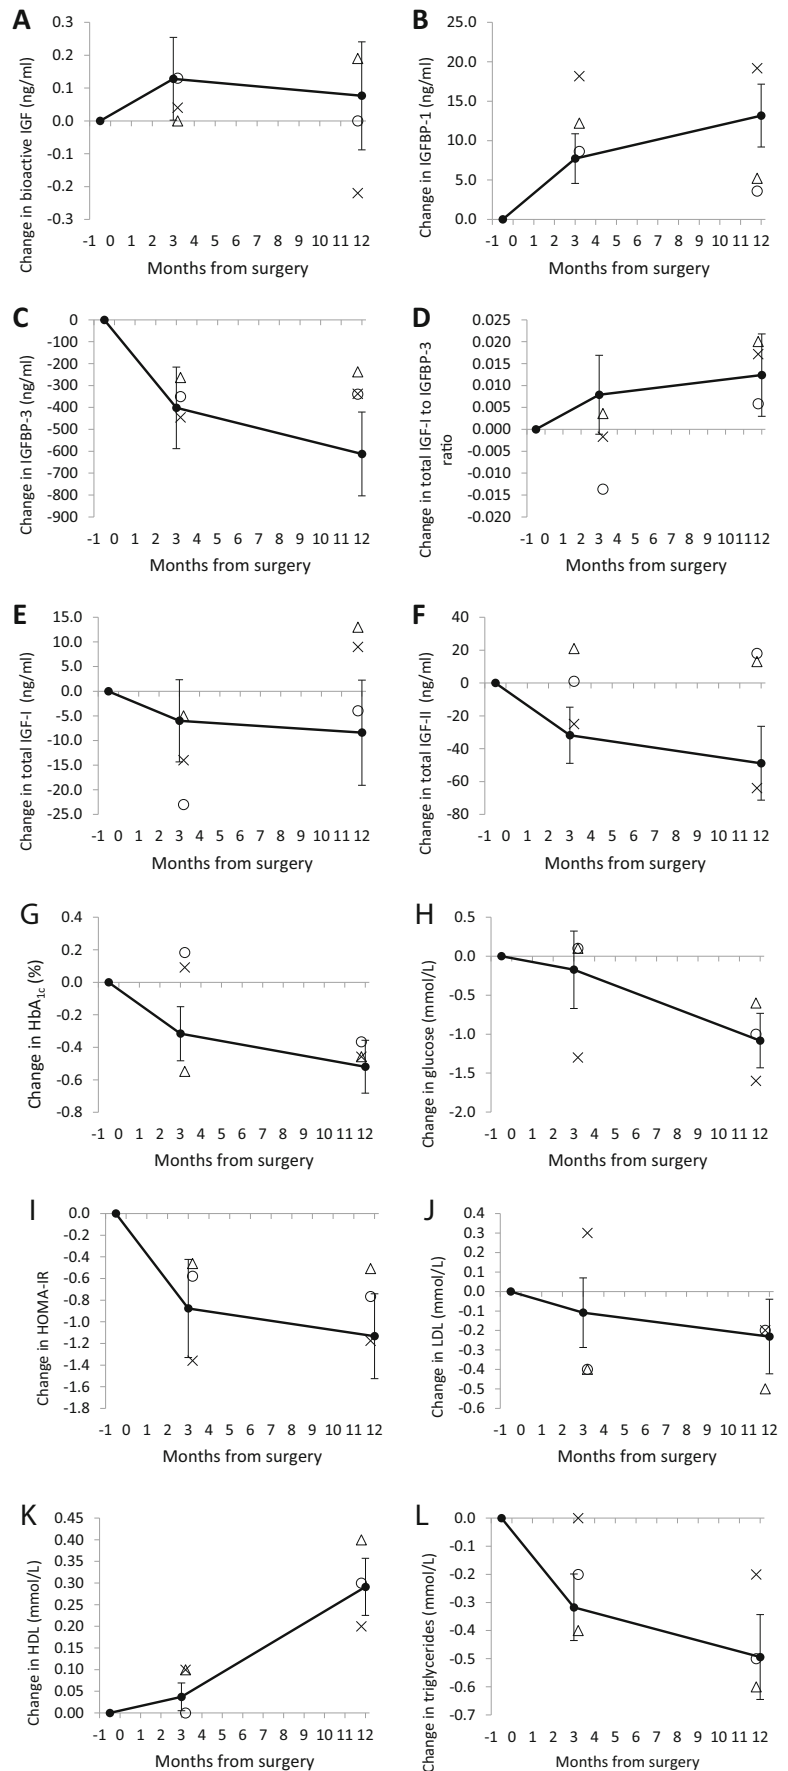 A
Change in bioactive IGF (ng/ml)
0.3
0.2
0.1
0.0
-0.1
-0.2
-0.3
-1 0 1 2 3 4 5 6 7 8 9 10 11 12
Months from surgery
B
Change in IGFBP-1 (ng/ml)
25.0
20.0
15.0
10.0
5.0
0.0
-1 0 1 2 3 4 5 6 7 8 9 10 11 12
Months from surgery
C
Change in IGFBP-3 (ng/ml)
0
-100
-200
-300
-400
-500
-600
-700
-800
-900
-1 0 1 2 3 4 5 6 7 8 9 10 11 12
Months from surgery
D
Change in total IGF-I to IGFBP-3
ratio
0.025
0.020
0.015
0.010
0.005
0.000
-0.005
-0.010
-0.015
-0.020
-1 0 1 2 3 4 5 6 7 8 9 10 11 12
Months from surgery
E
Change in total IGF-I (ng/ml)
15.0
10.0
5.0
0.0
-5.0
-10.0
-15.0
-20.0
-25.0
-1 0 1 2 3 4 5 6 7 8 9 10 11 12
Months from surgery
F
Change in total IGF-II (ng/ml)
40
20
0
-20
-40
-60
-80
-1 0 1 2 3 4 5 6 7 8 9 10 11 12
Months from surgery
G
Change in HbA1c (%)
0.4
0.2
0.0
-0.2
-0.4
-0.6
-0.8
-1 0 1 2 3 4 5 6 7 8 9 10 11 12
Months from surgery
H
Change in glucose (mmol/L)
0.5
0.0
-0.5
-1.0
-1.5
-2.0
-1 0 1 2 3 4 5 6 7 8 9 10 11 12
Months from surgery
I
Change in HOMA-IR
0.0
-0.2
-0.4
-0.6
-0.8
-1.0
-1.2
-1.4
-1.6
-1.8
-1 0 1 2 3 4 5 6 7 8 9 10 11 12
Months from surgery
J
Change in LDL (mmol/L)
0.4
0.3
0.2
0.1
0.0
-0.1
-0.2
-0.3
-0.4
-0.5
-0.6
-1 0 1 2 3 4 5 6 7 8 9 10 11 12
Months from surgery
K
Change in HDL (mmol/L)
0.45
0.40
0.35
0.30
0.25
0.20
0.15
0.10
0.05
0.00
-1 0 1 2 3 4 5 6 7 8 9 10 11 12
Months from surgery
L
Change in triglycerides (mmol/L)
0.0
-0.1
-0.2
-0.3
-0.4
-0.5
-0.6
-0.7
-1 0 1 2 3 4 5 6 7 8 9 10 11 12
Months from surgery